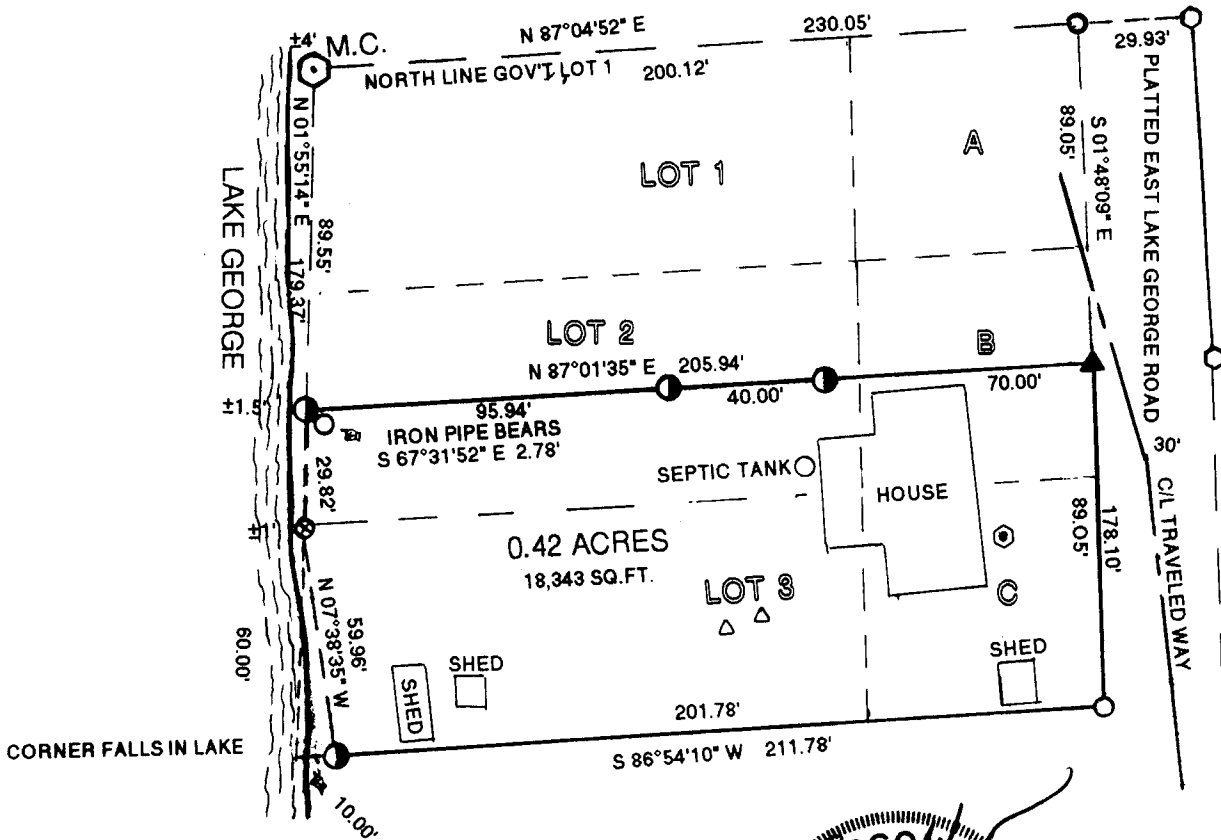 ±4'
M.C.
N 87°04'52" E
230.05'
NORTH LINE GOV'T LOT 1
200.12'
29.93'
N 01°55'14" E
89.55'
179.37'
LAKE GEORGE
LOT 1
A
S 01°48'09" E
89.05'
PLATTED EAST LAKE GEORGE ROAD
LOT 2
B
N 87°01'35" E
205.94'
±1.5'
95.94'
40.00'
70.00'
IRON PIPE BEARS
S 67°31'52" E 2.78'
29.82'
SEPTIC TANK
HOUSE
30'
C/L TRAVELED WAY
178.10'
89.05'
±1'
0.42 ACRES
18,343 SQ.FT.
LOT 3
C
N 07°38'35" W
59.96'
60.00'
SHED
SHED
SHED
201.78'
CORNER FALLS IN LAKE
S 86°54'10" W 211.78'
10.00'